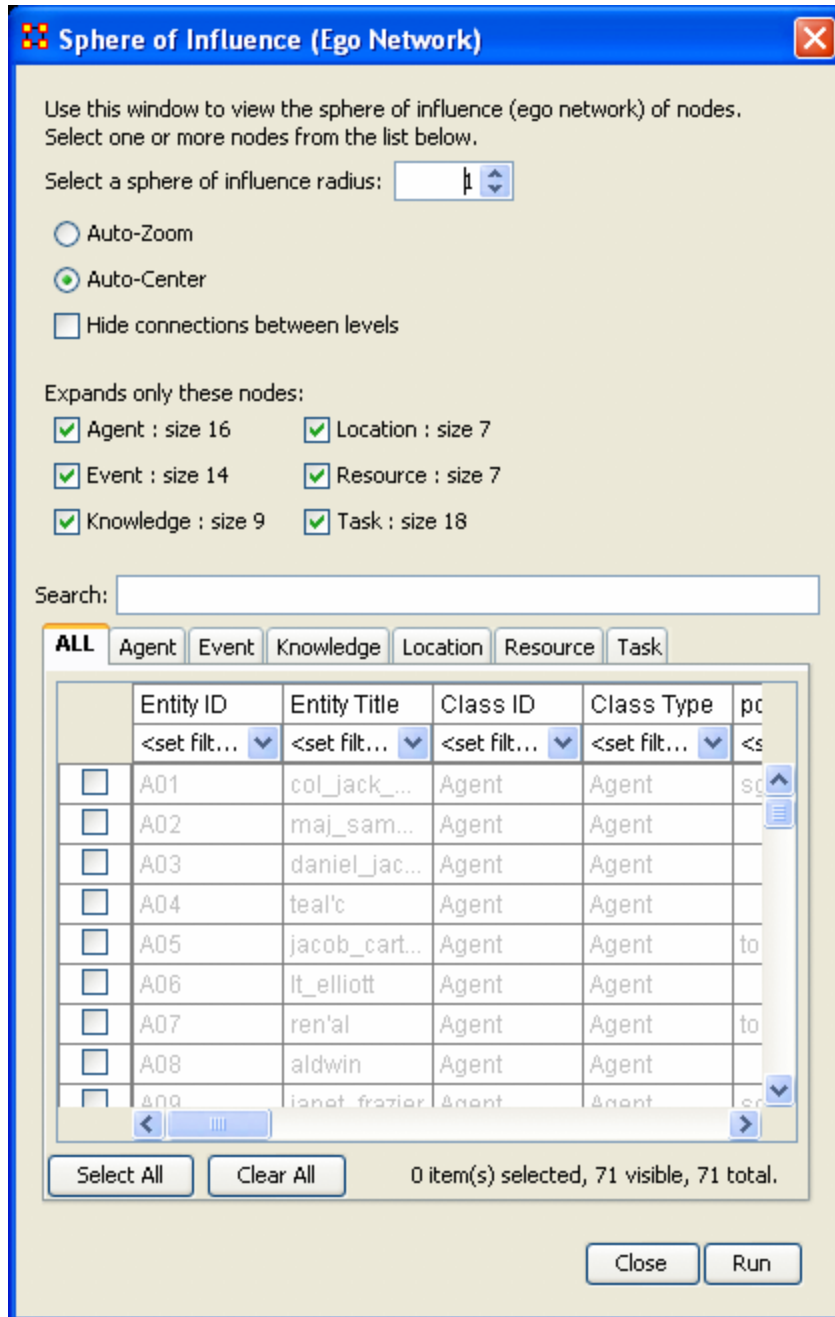 Sphere of Influence (Ego Network)
Use this window to view the sphere of influence (ego network) of nodes.
Select one or more nodes from the list below.
Select a sphere of influence radius: 1
Auto-Zoom
Auto-Center
Hide connections between levels
Expands only these nodes:
Agent : size 16 Location : size 7
Event : size 14 Resource : size 7
Knowledge : size 9 Task : size 18
Search:
ALL Agent Event Knowledge Location Resource Task
Entity ID Entity Title Class ID Class Type
<set filt... <set filt... <set filt... <set filt... <s
A01 col_jack_... Agent Agent
A02 maj_sam... Agent Agent
A03 daniel_jac... Agent Agent
A04 teal'c Agent Agent
A05 jacob_cart... Agent Agent to
A06 lt_elliott Agent Agent
A07 ren'al Agent Agent to
A08 aldwin Agent Agent
A09 janet_frazier Agent Agent
Select All Clear All 0 item(s) selected, 71 visible, 71 total.
Close Run